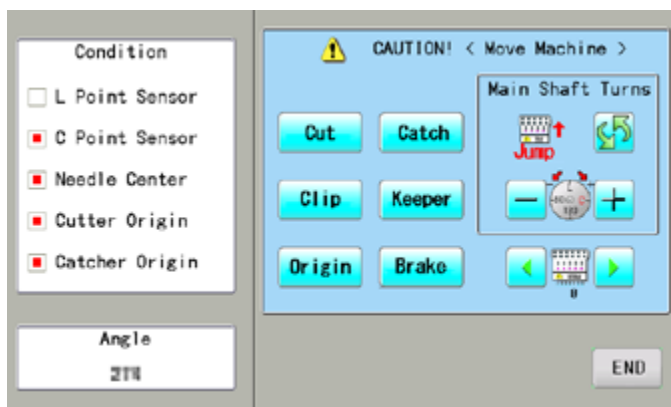 Condition
L Point Sensor
C Point Sensor
Needle Center
Cutter Origin
Catcher Origin
Angle
CAUTION! < Move Machine >
Main Shaft Turns
Cut
Catch
Jump
Clip
Keeper
Origin
Brake
END